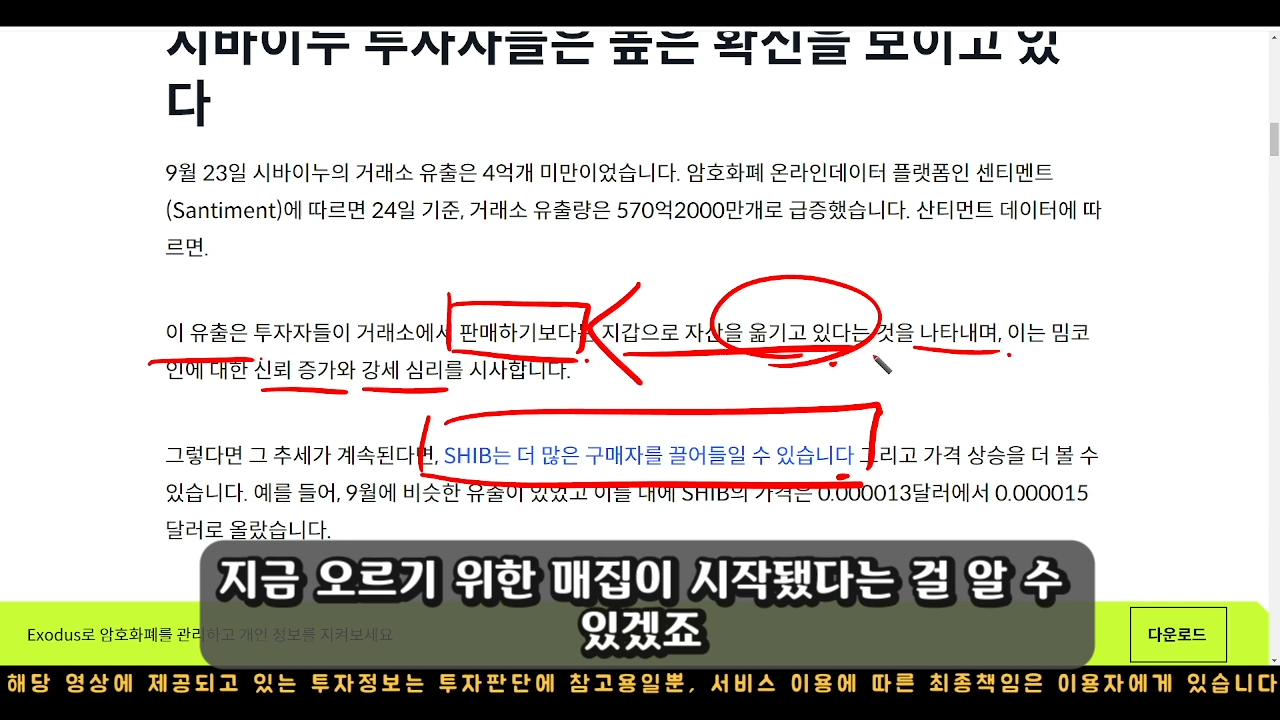 시바이누 투자자들은 높은 확신을 보이고 있
다
9월 23일 시바이누의 거래소 유출은 4억개 미만이었습니다. 암호화폐 온라인데이터 플랫폼인 센티멘트
(Santiment)에 따르면 24일 기준, 거래소 유출량은 570억2000만개로 급증했습니다. 산티먼트 데이터에 따
르면.
이 유출은 투자자들이 거래소에서 판매하기보다는 지갑으로 자산을 옮기고 있다는 것을 나타내며, 이는 밈코
인에 대한 신뢰 증가와 강세 심리를 시사합니다.
그렇다면 그 추세가 계속된다면, SHIB는 더 많은 구매자를 끌어들일 수 있습니다 그리고 가격 상승을 더 볼 수
있습니다. 예를 들어, 9월에 비슷한 유출이 있었고 이틀 내에 SHIB의 가격은 0.000013달러에서 0.000015
달러로 올랐습니다.
지금 오르기 위한 매집이 시작됐다는 걸 알 수
있겠죠
Exodus로 암호화폐를 관리하고 개인 정보를 지켜보세요
다운로드
해당 영상에 제공되고 있는 투자정보는 투자판단에 참고용일뿐, 서비스 이용에 따른 최종책임은 이용자에게 있습니다